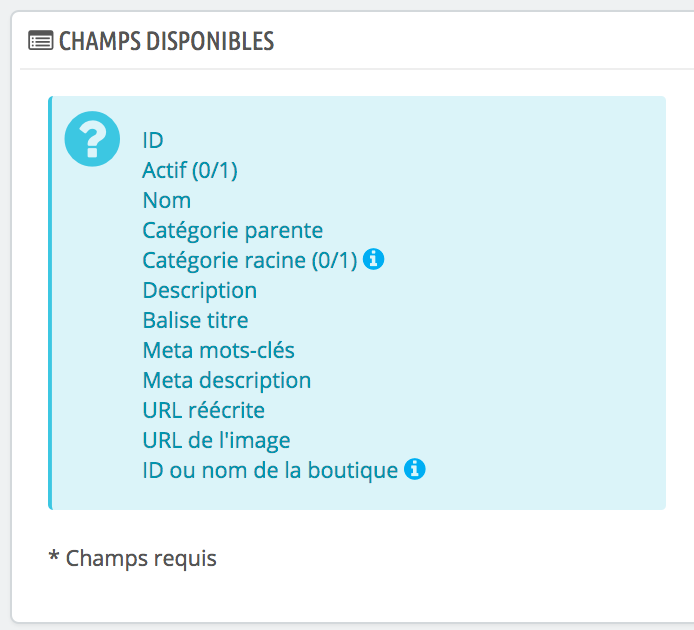 CHAMPS DISPONIBLES
ID
Actif (0/1)
Nom
Catégorie parente
Catégorie racine (0/1)
Description
Balise titre
Meta mots-clés
Meta description
URL réécrite
URL de l'image
ID ou nom de la boutique
* Champs requis